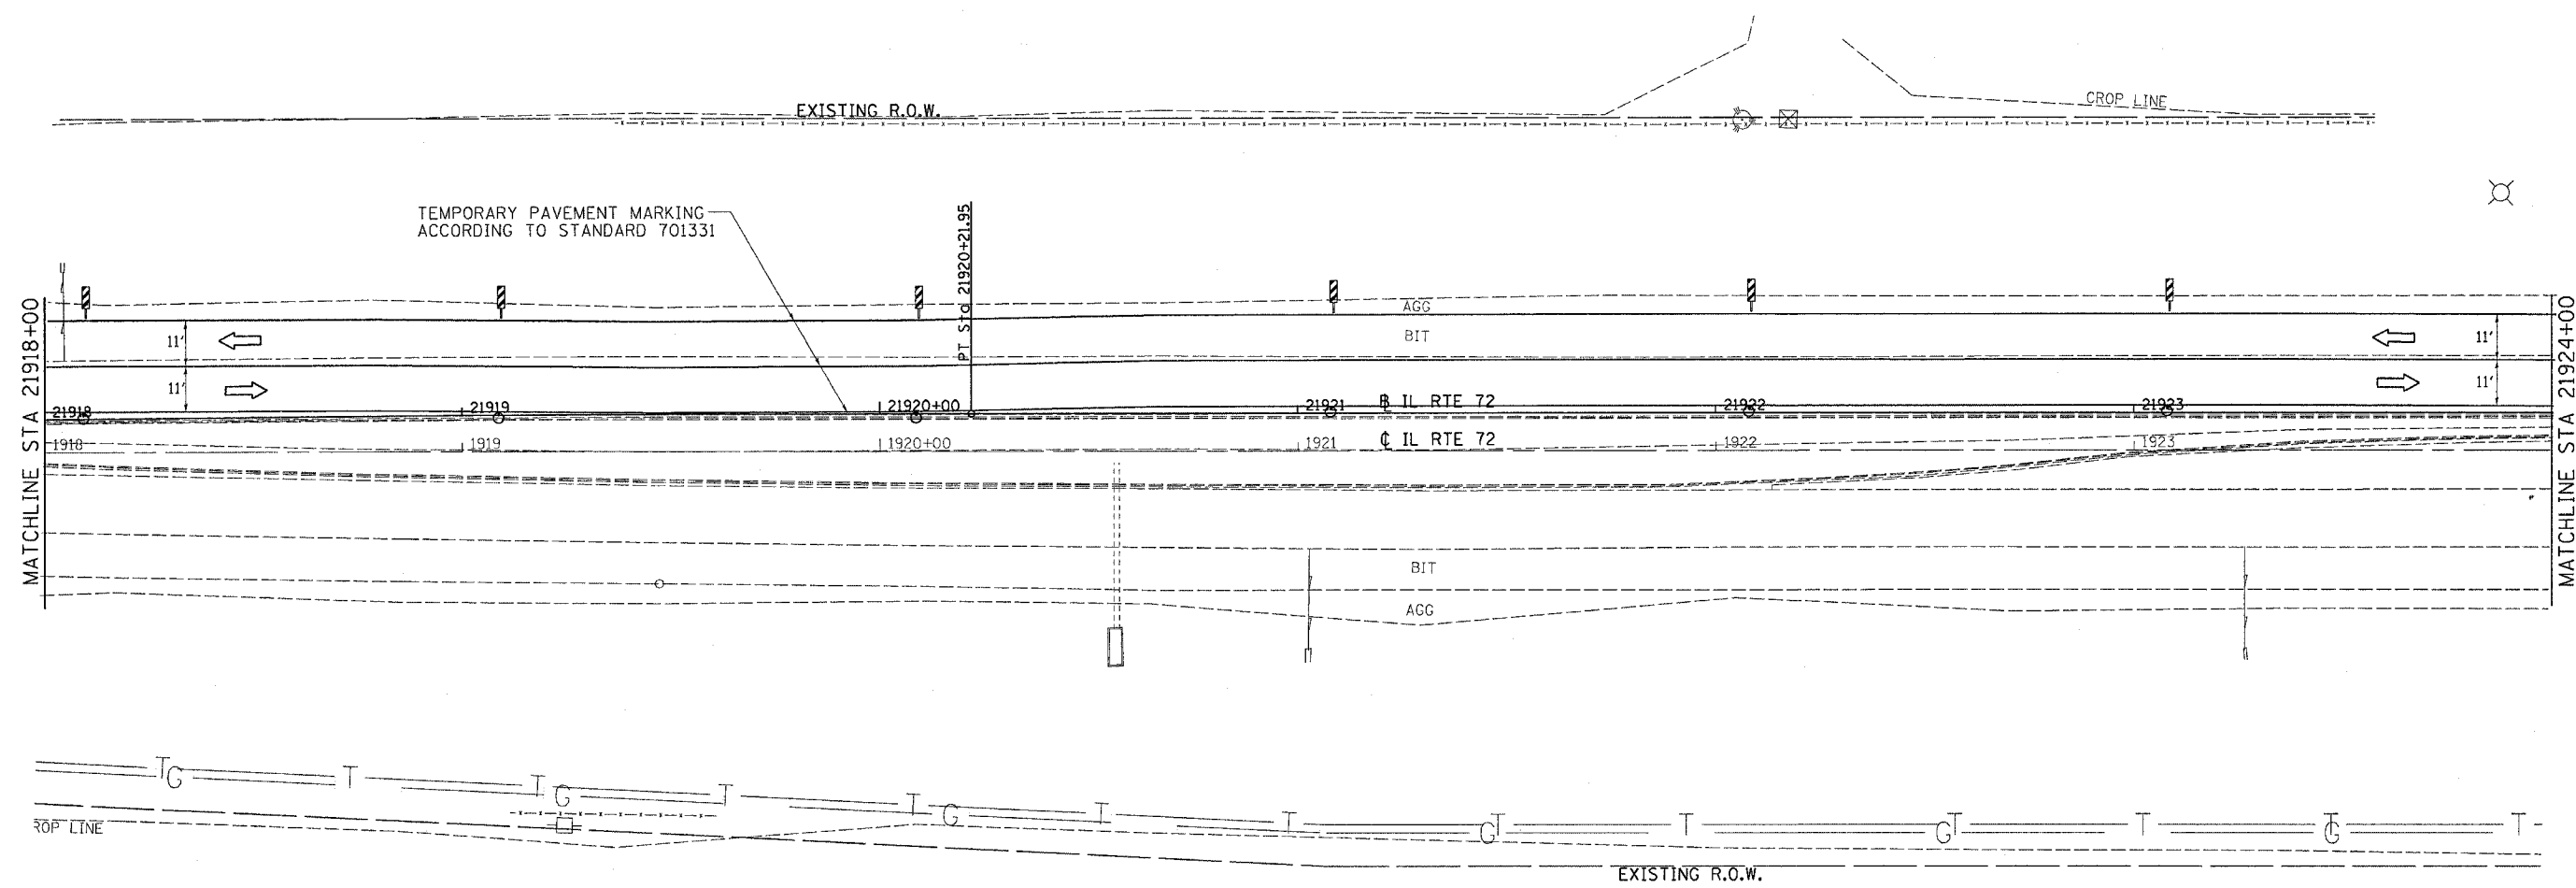 EXISTING R.O.W.
CROP LINE
TEMPORARY PAVEMENT MARKING
ACCORDING TO STANDARD 701331
PT Sta 21920+21.95
MATCHLINE STA 21918+00
MATCHLINE STA 21924+00
AGG
BIT
11'
11'
11'
11'
21918
21919
21920+00
21921
B IL RTE 72
21922
21923
1918
1919
1920+00
1921
℄ IL RTE 72
1922
1923
BIT
AGG
T G T T G T T G T T G T T G T T G T
ROP LINE
EXISTING R.O.W.